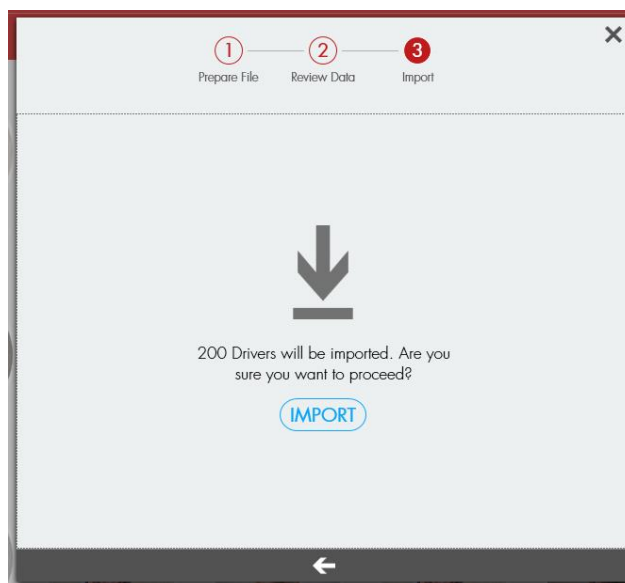 1 2 3
Prepare File Review Data Import
200 Drivers will be imported. Are you
sure you want to proceed?
IMPORT